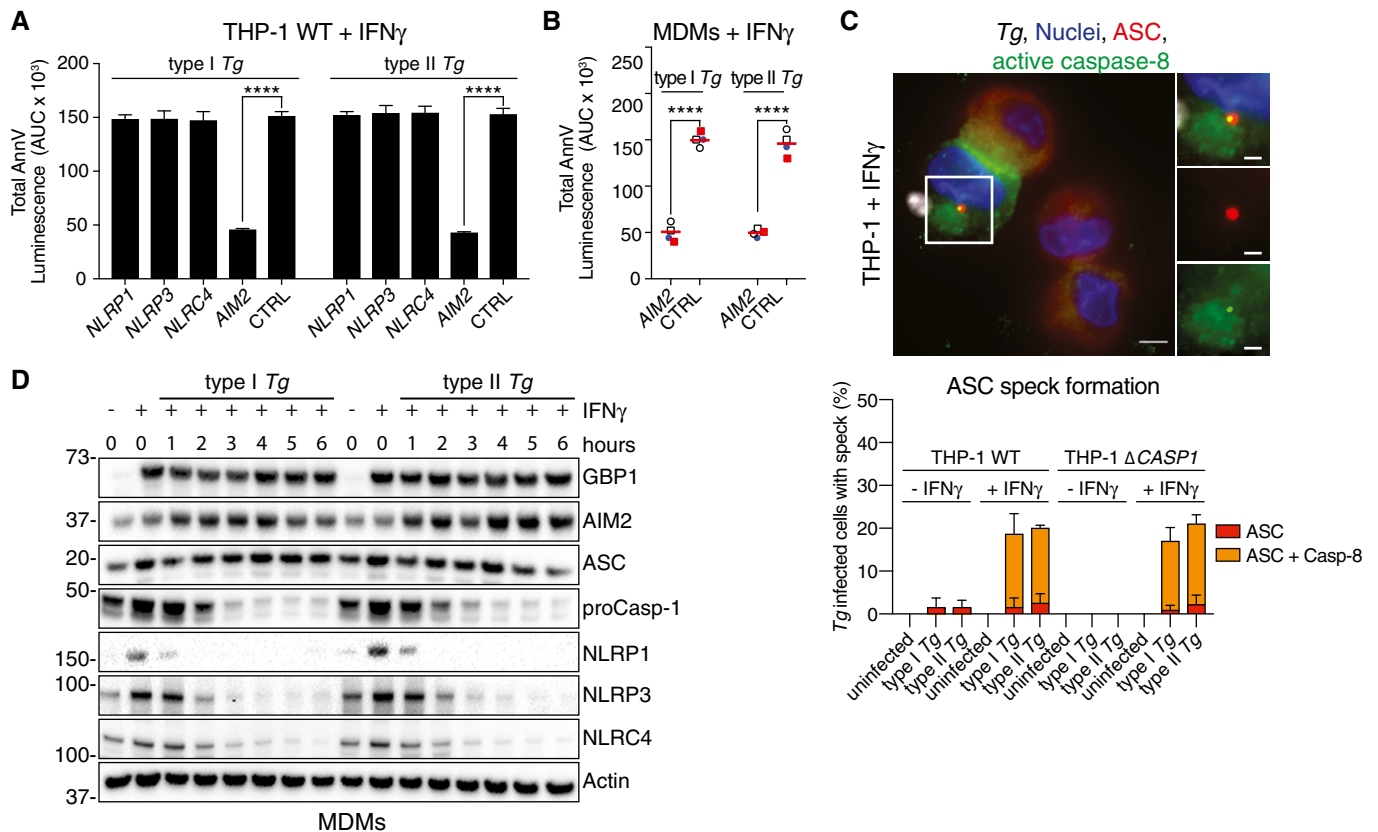 A
THP-1 WT + IFNγ
type I Tg
type II Tg
Total AnnV
Luminescence (AUC x 10³)
200
150
100
50
0
****
****
NLRP1
NLRP3
NLRC4
AIM2
CTRL
NLRP1
NLRP3
NLRC4
AIM2
CTRL
B
MDMs + IFNγ
type I Tg
type II Tg
Total AnnV
Luminescence (AUC x 10³)
250
200
150
100
50
0
****
****
AIM2
CTRL
AIM2
CTRL
C
Tg, Nuclei, ASC,
active caspase-8
THP-1 + IFNγ
ASC speck formation
Tg infected cells with speck (%)
50
40
30
20
10
0
THP-1 WT
THP-1 ΔCASP1
- IFNγ
+ IFNγ
- IFNγ
+ IFNγ
ASC
ASC + Casp-8
uninfected
type I Tg
type II Tg
uninfected
type I Tg
type II Tg
uninfected
type I Tg
type II Tg
uninfected
type I Tg
type II Tg
D
type I Tg
type II Tg
- + + + + + + + - + + + + + + + IFNγ
0 0 1 2 3 4 5 6 0 0 1 2 3 4 5 6 hours
73-
GBP1
37-
AIM2
20-
ASC
50-
proCasp-1
150-
NLRP1
100-
NLRP3
100-
NLRC4
37-
Actin
MDMs